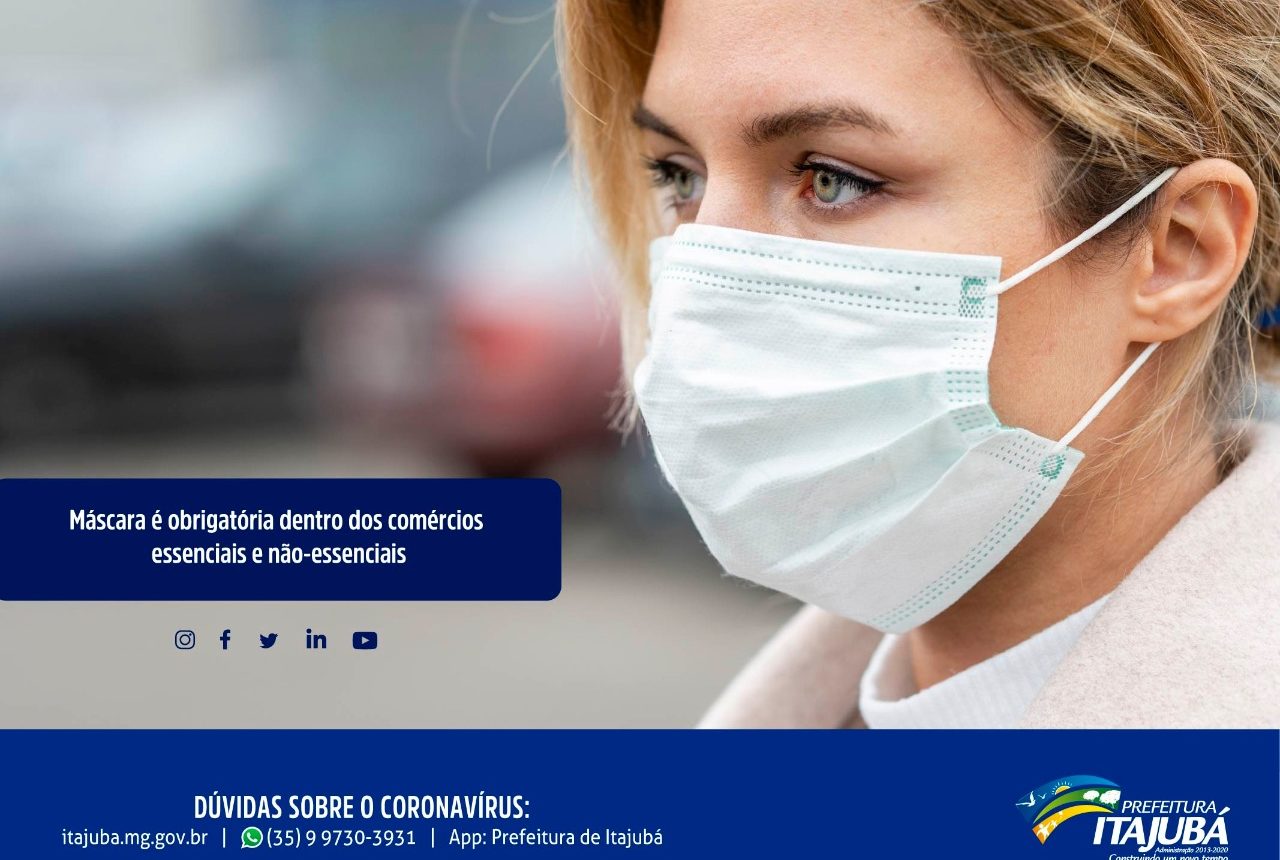 Máscara é obrigatória dentro dos comércios
essenciais e não-essenciais
DÚVIDAS SOBRE O CORONAVÍRUS:
itajuba.mg.gov.br | (35) 9 9730-3931 | App: Prefeitura de Itajubá
PREFEITURA
ITAJUBÁ
Administração 2013-2020
Construindo um novo tempo